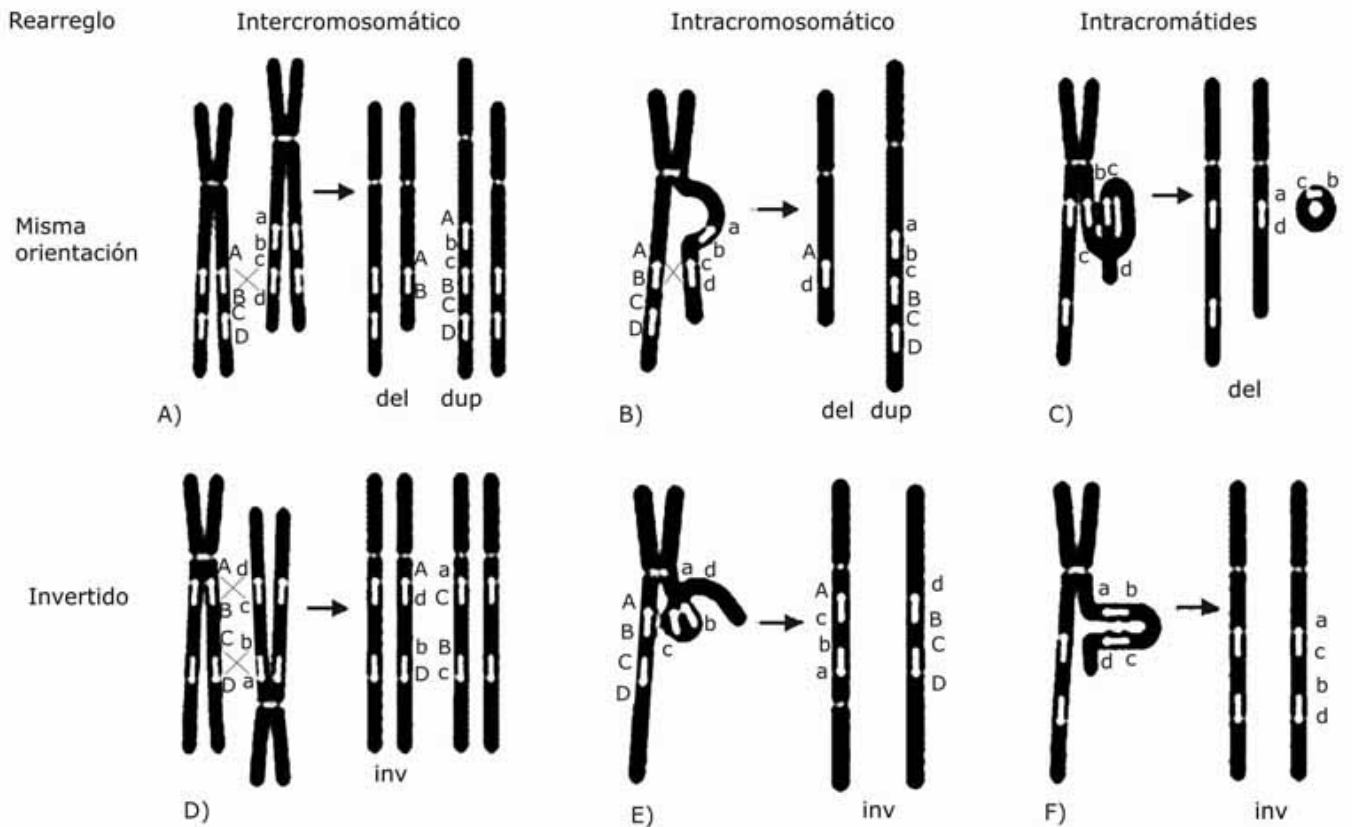 Rearreglo Intercromosomático Intracromosomático Intracromátides
Misma
orientación
a
b
c
d
A
B
C
D
A
B
A
b
c
B
C
D
del dup
A)
a
b
c
d
A
B
C
D
A
d
a
b
c
B
C
D
del dup
B)
b c
c d
a
d
c b
del
C)
Invertido
A d
B c
C b
D a
A a
d C
b B
D c
inv
D)
a d
A
B
b
c
C
D
A
c
b
a
d
B
C
D
inv
E)
a b
d c
a
c
b
d
inv
F)